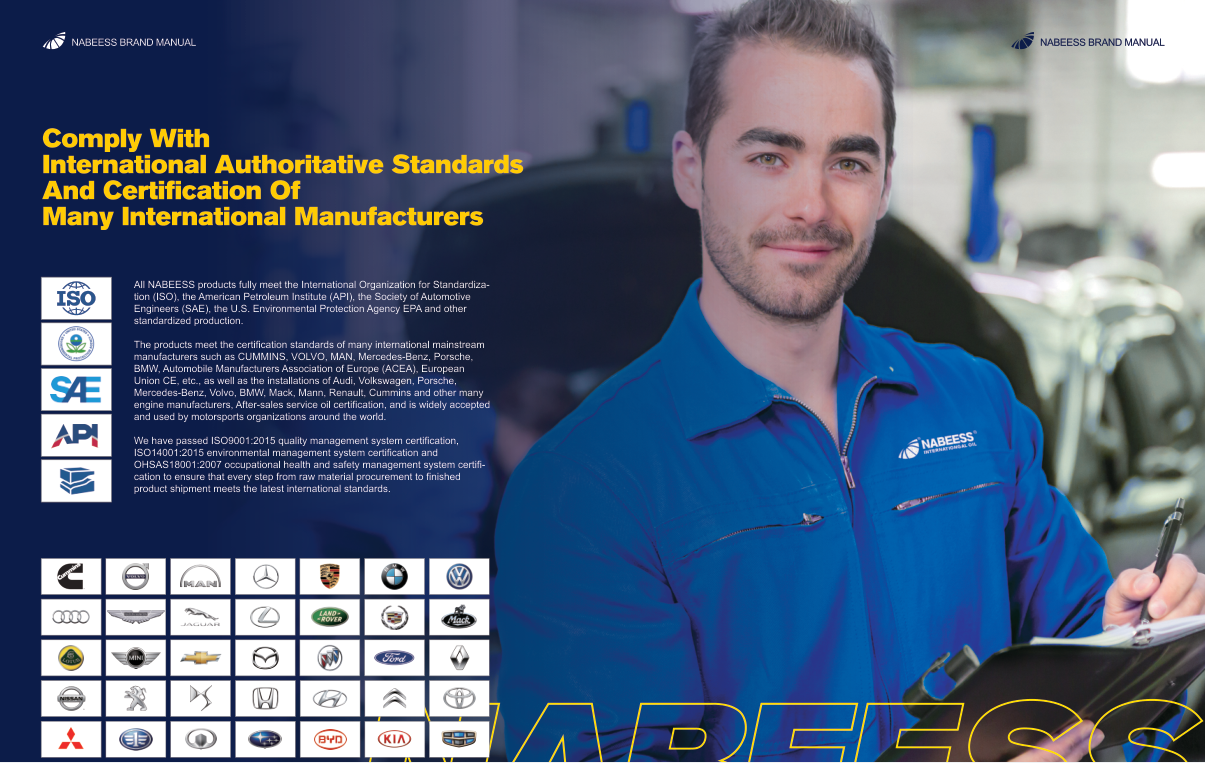 NABEESS BRAND MANUAL
NABEESS BRAND MANUAL
Comply With
International Authoritative Standards
And Certification Of
Many International Manufacturers
ISO
SAE
API
All NABEESS products fully meet the International Organization for Standardiza-
tion (ISO), the American Petroleum Institute (API), the Society of Automotive
Engineers (SAE), the U.S. Environmental Protection Agency EPA and other
standardized production.
The products meet the certification standards of many international mainstream
manufacturers such as CUMMINS, VOLVO, MAN, Mercedes-Benz, Porsche,
BMW, Automobile Manufacturers Association of Europe (ACEA), European
Union CE, etc., as well as the installations of Audi, Volkswagen, Porsche,
Mercedes-Benz, Volvo, BMW, Mack, Mann, Renault, Cummins and other many
engine manufacturers, After-sales service oil certification, and is widely accepted
and used by motorsports organizations around the world.
We have passed ISO9001:2015 quality management system certification,
ISO14001:2015 environmental management system certification and
OHSAS18001:2007 occupational health and safety management system certifi-
cation to ensure that every step from raw material procurement to finished
product shipment meets the latest international standards.
NABEESS®
INTERNATIONAL OIL
Cummins
VOLVO
MAN
JAGUAR
LAND-
ROVER
Mack
LOTUS
MINI
Ford
NISSAN
BYD
KIA
NABEESS